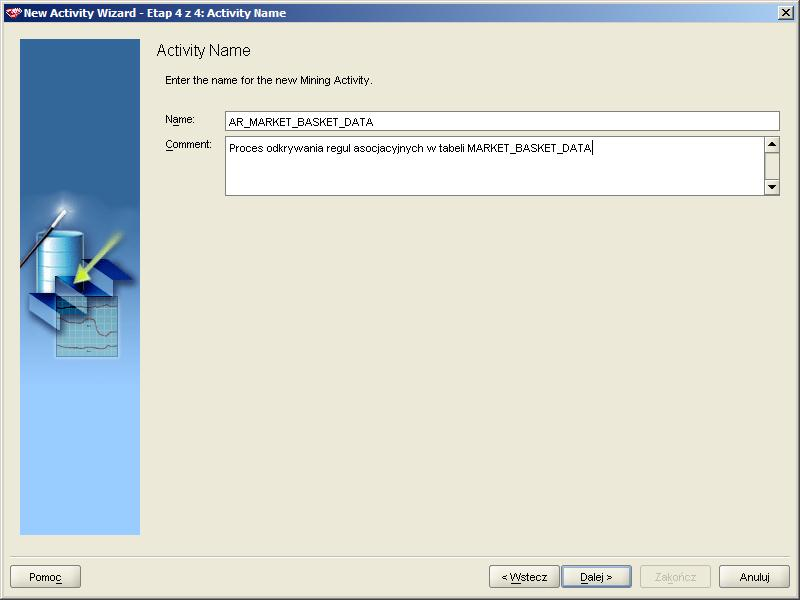 New Activity Wizard - Etap 4 z 4: Activity Name
Activity Name
Enter the name for the new Mining Activity.
Name: AR_MARKET_BASKET_DATA
Comment: Proces odkrywania regul asocjacyjnych w tabeli MARKET_BASKET_DATA
Pomoc < Wstecz Dalej > Zakończ Anuluj